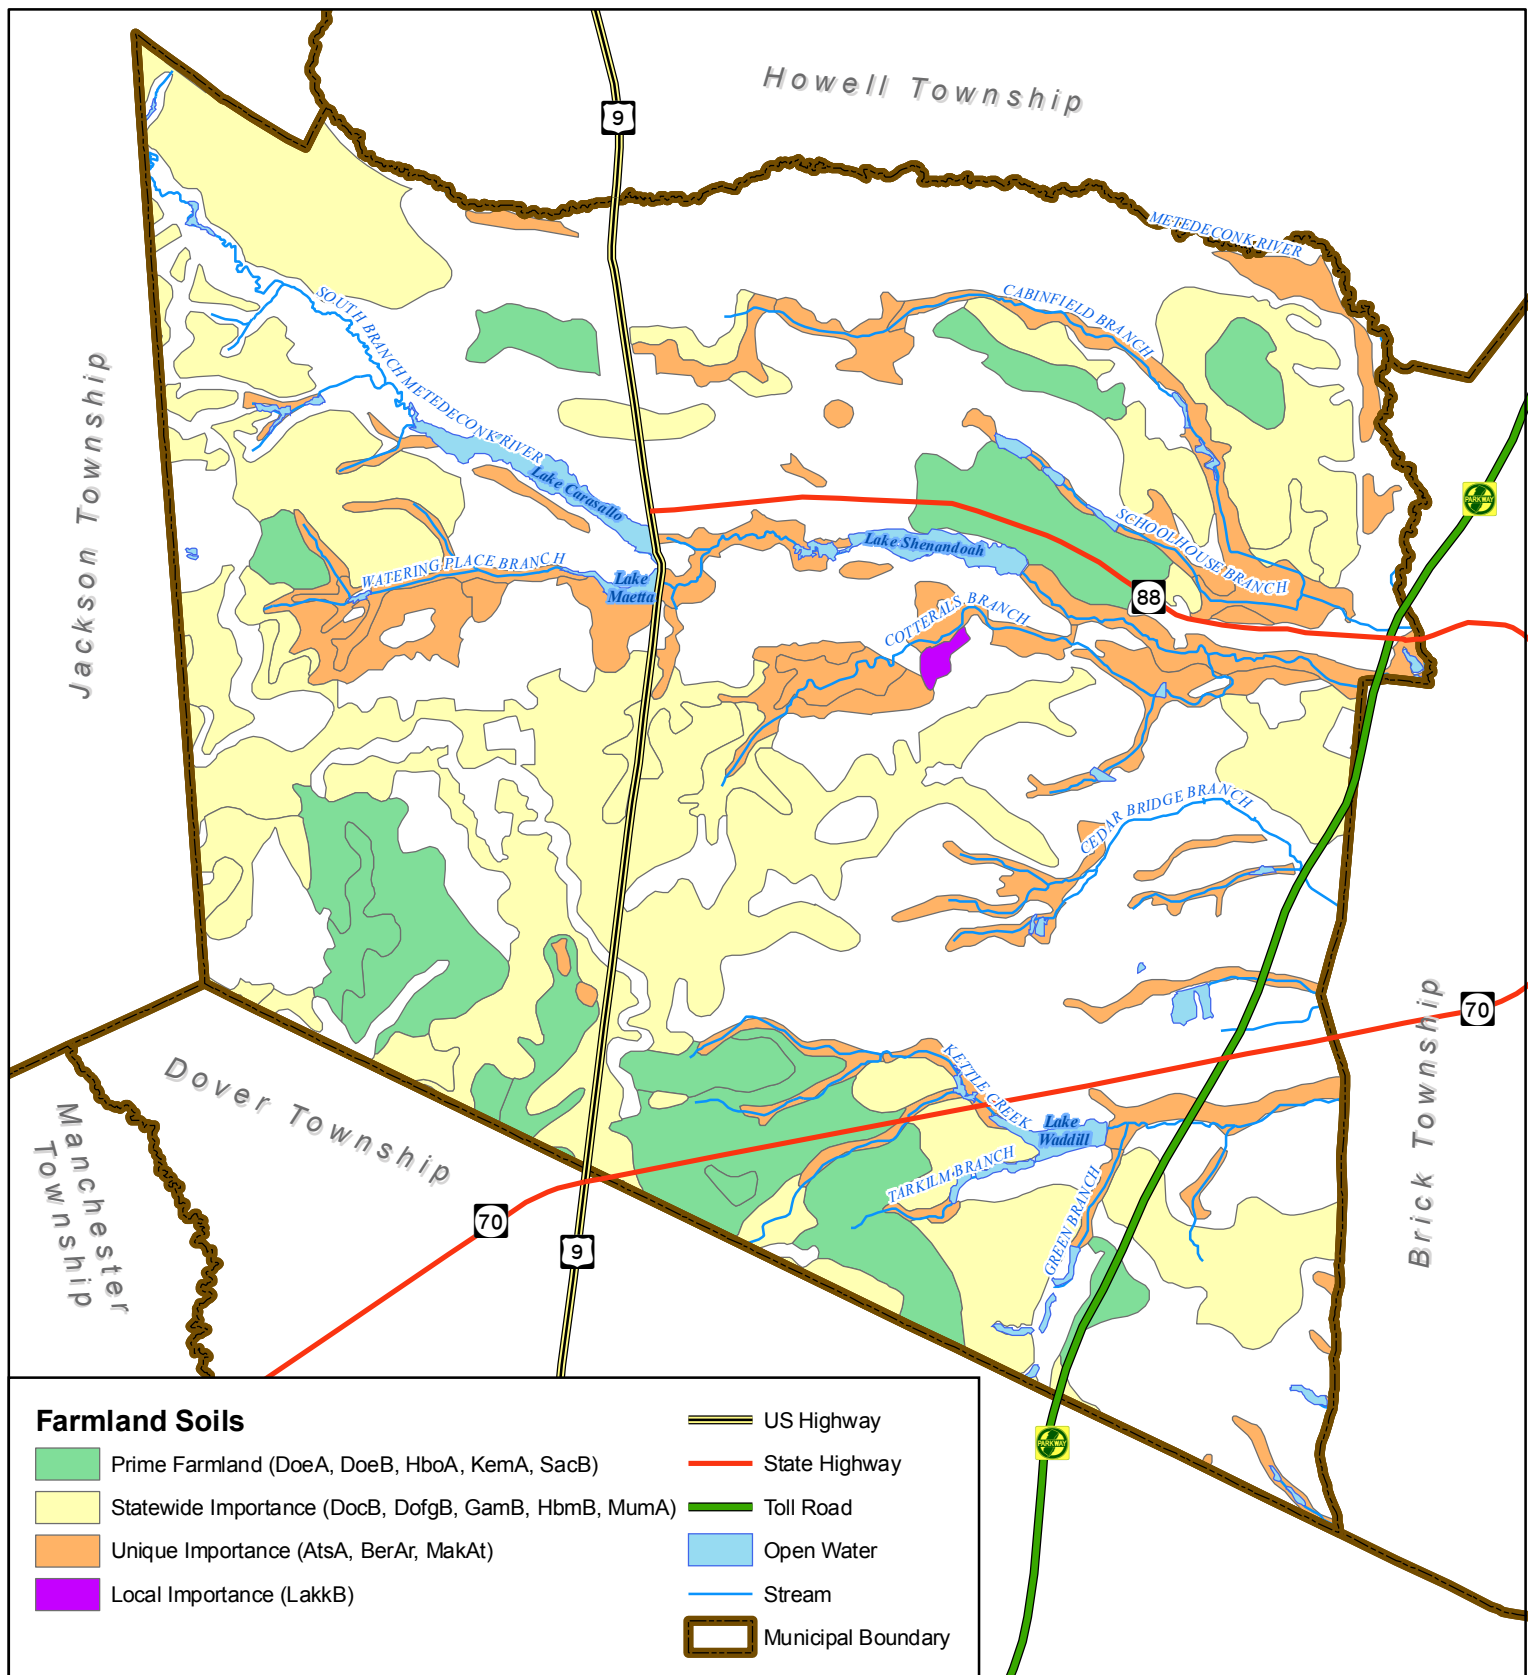 Howell Township
9
METEDECONK RIVER
CABINFIELD BRANCH
SOUTH BRANCH METEDECONK RIVER
Jackson Township
Lake Carasaljo
PARKWAY
SCHOOLHOUSE BRANCH
Lake Shenandoah
WATERING PLACE BRANCH
Lake
Maetta
88
COTTERALS BRANCH
CEDAR BRIDGE BRANCH
70
Brick Township
Dover Township
Manchester
Township
KETTLE CREEK
Lake
Waddill
TARKILM BRANCH
GREEN BRANCH
70
9
PARKWAY
Farmland Soils
Prime Farmland (DoeA, DoeB, HboA, KemA, SacB)
Statewide Importance (DocB, DofgB, GamB, HbmB, MumA)
Unique Importance (AtsA, BerAr, MakAt)
Local Importance (LakkB)
US Highway
State Highway
Toll Road
Open Water
Stream
Municipal Boundary